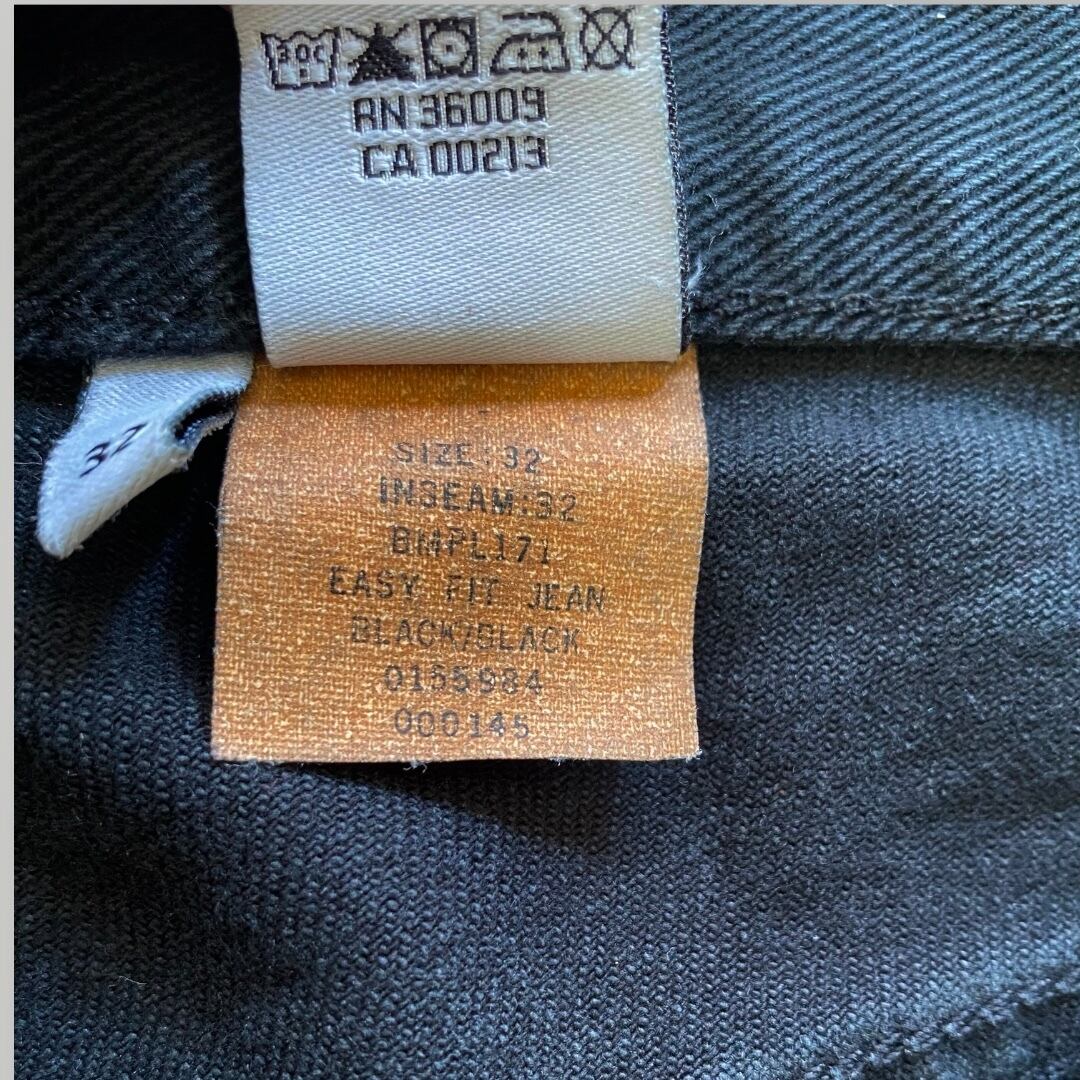 RN 36009
CA 00213
32
SIZE:32
INSEAM:32
BMPL171
EASY FIT JEAN
BLACK/BLACK
0155984
000145